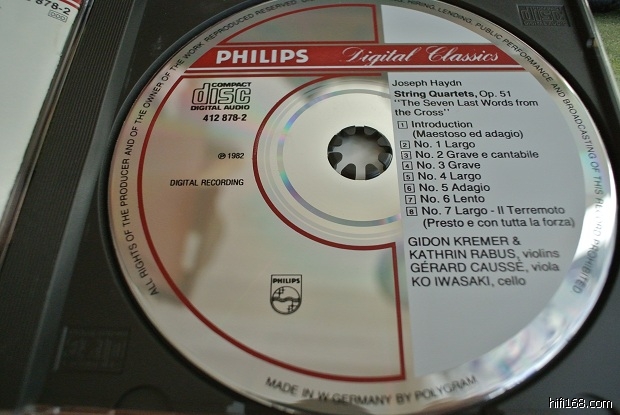 878-2
DDD
ALL RIGHTS OF THE PRODUCER AND OF THE OWNER OF THE WORK REPRODUCED RESERVED. HIRING, LENDING, PUBLIC PERFORMANCE AND BROADCASTING OF THIS RECORD PROHIBITED
PHILIPS Digital Classics
COMPACT
disc
DIGITAL AUDIO
412 878-2
℗ 1982
DIGITAL RECORDING
Joseph Haydn
String Quartets, Op. 51
"The Seven Last Words from
the Cross"
1 Introduction
(Maestoso ed adagio)
2 No. 1 Largo
3 No. 2 Grave e cantabile
4 No. 3 Grave
5 No. 4 Largo
6 No. 5 Adagio
7 No. 6 Lento
8 No. 7 Largo - Il Terremoto
(Presto e con tutta la forza)
GIDON KREMER &
KATHRIN RABUS, violins
GÉRARD CAUSSÈ, viola
KO IWASAKI, cello
PHILIPS
MADE IN W. GERMANY BY POLYGRAM
hifi168.com